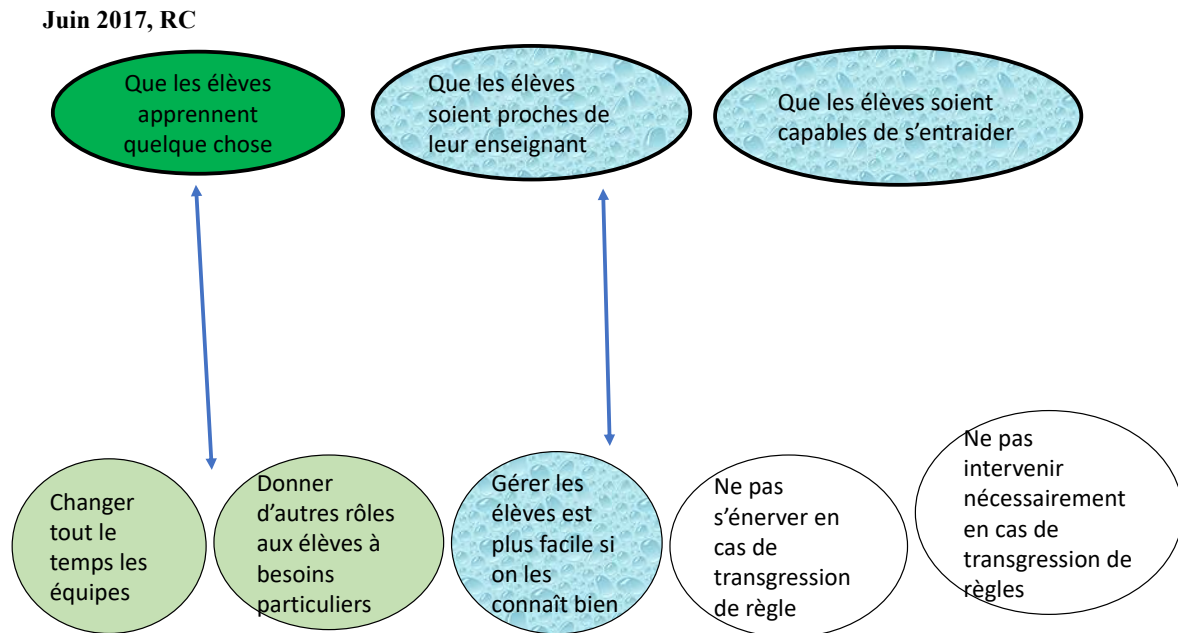 Juin 2017, RC
Que les élèves
apprennent
quelque chose
Que les élèves
soient proches de
leur enseignant
Que les élèves soient
capables de s’entraider
Changer
tout le
temps les
équipes
Donner
d’autres rôles
aux élèves à
besoins
particuliers
Gérer les
élèves est
plus facile si
on les
connaît bien
Ne pas
s’énerver en
cas de
transgression
de règle
Ne pas
intervenir
nécessairement
en cas de
transgression de
règles